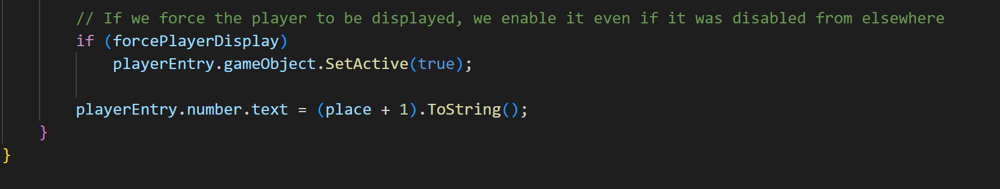 // If we force the player to be displayed, we enable it even if it was disabled from elsewhere
if (forcePlayerDisplay)
playerEntry.gameObject.SetActive(true);
playerEntry.number.text = (place + 1).ToString();
}
}